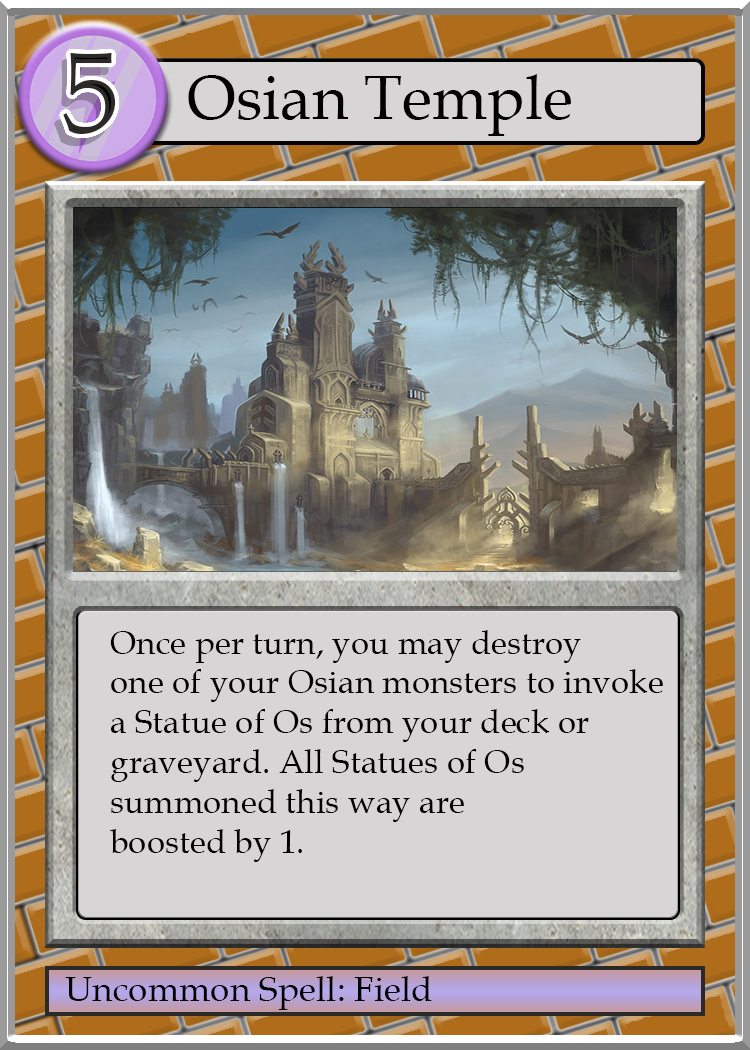 5
Osian Temple
Once per turn, you may destroy
one of your Osian monsters to invoke
a Statue of Os from your deck or
graveyard. All Statues of Os
summoned this way are
boosted by 1.
Uncommon Spell: Field